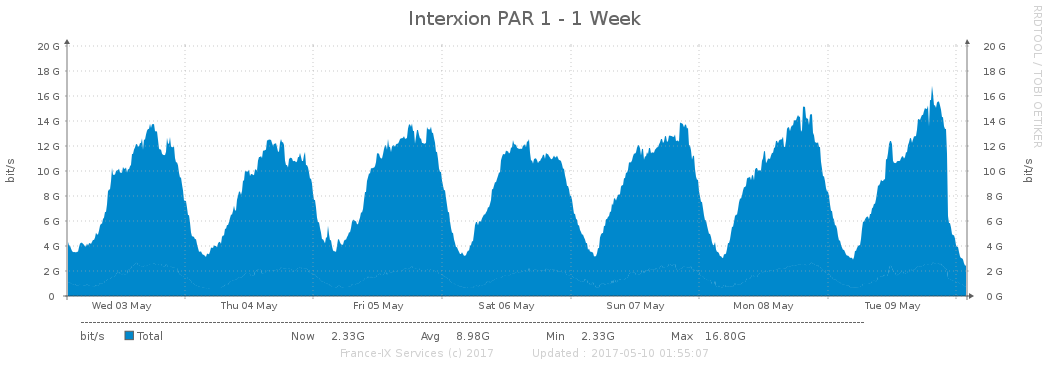 Interxion PAR 1 - 1 Week
RRDTOOL / TOBI OETIKER
20 G 20 G
18 G 18 G
16 G 16 G
14 G 14 G
12 G 12 G
10 G 10 G
8 G 8 G
6 G 6 G
4 G 4 G
2 G 2 G
0 0 G
bit/s bit/s
Wed 03 May Thu 04 May Fri 05 May Sat 06 May Sun 07 May Mon 08 May Tue 09 May
bit/s Total Now 2.33G Avg 8.98G Min 2.33G Max 16.80G
France-IX Services (c) 2017 Updated : 2017-05-10 01:55:07